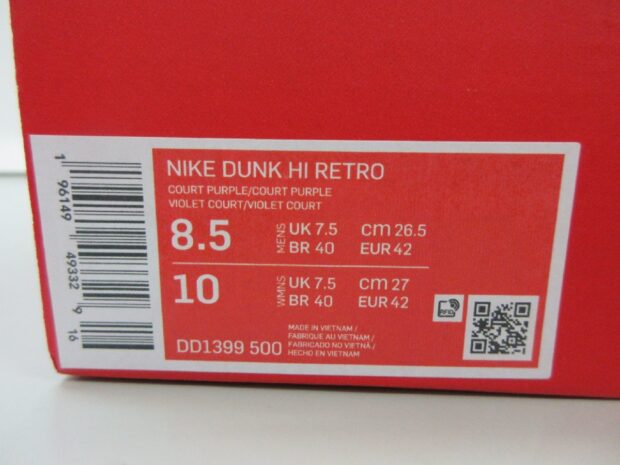 NIKE DUNK HI RETRO
COURT PURPLE/COURT PURPLE
VIOLET COURT/VIOLET COURT
8.5 MENS UK 7.5 cm 26.5
BR 40 EUR 42
10 WMNS UK 7.5 cm 27
BR 40 EUR 42
DD1399 500
MADE IN VIETNAM /
FABRIQUE AU VIETNAM /
FABRICADO NO VIETNÃ /
HECHO EN VIETNAM
RFID
1 96149 49332 9 16